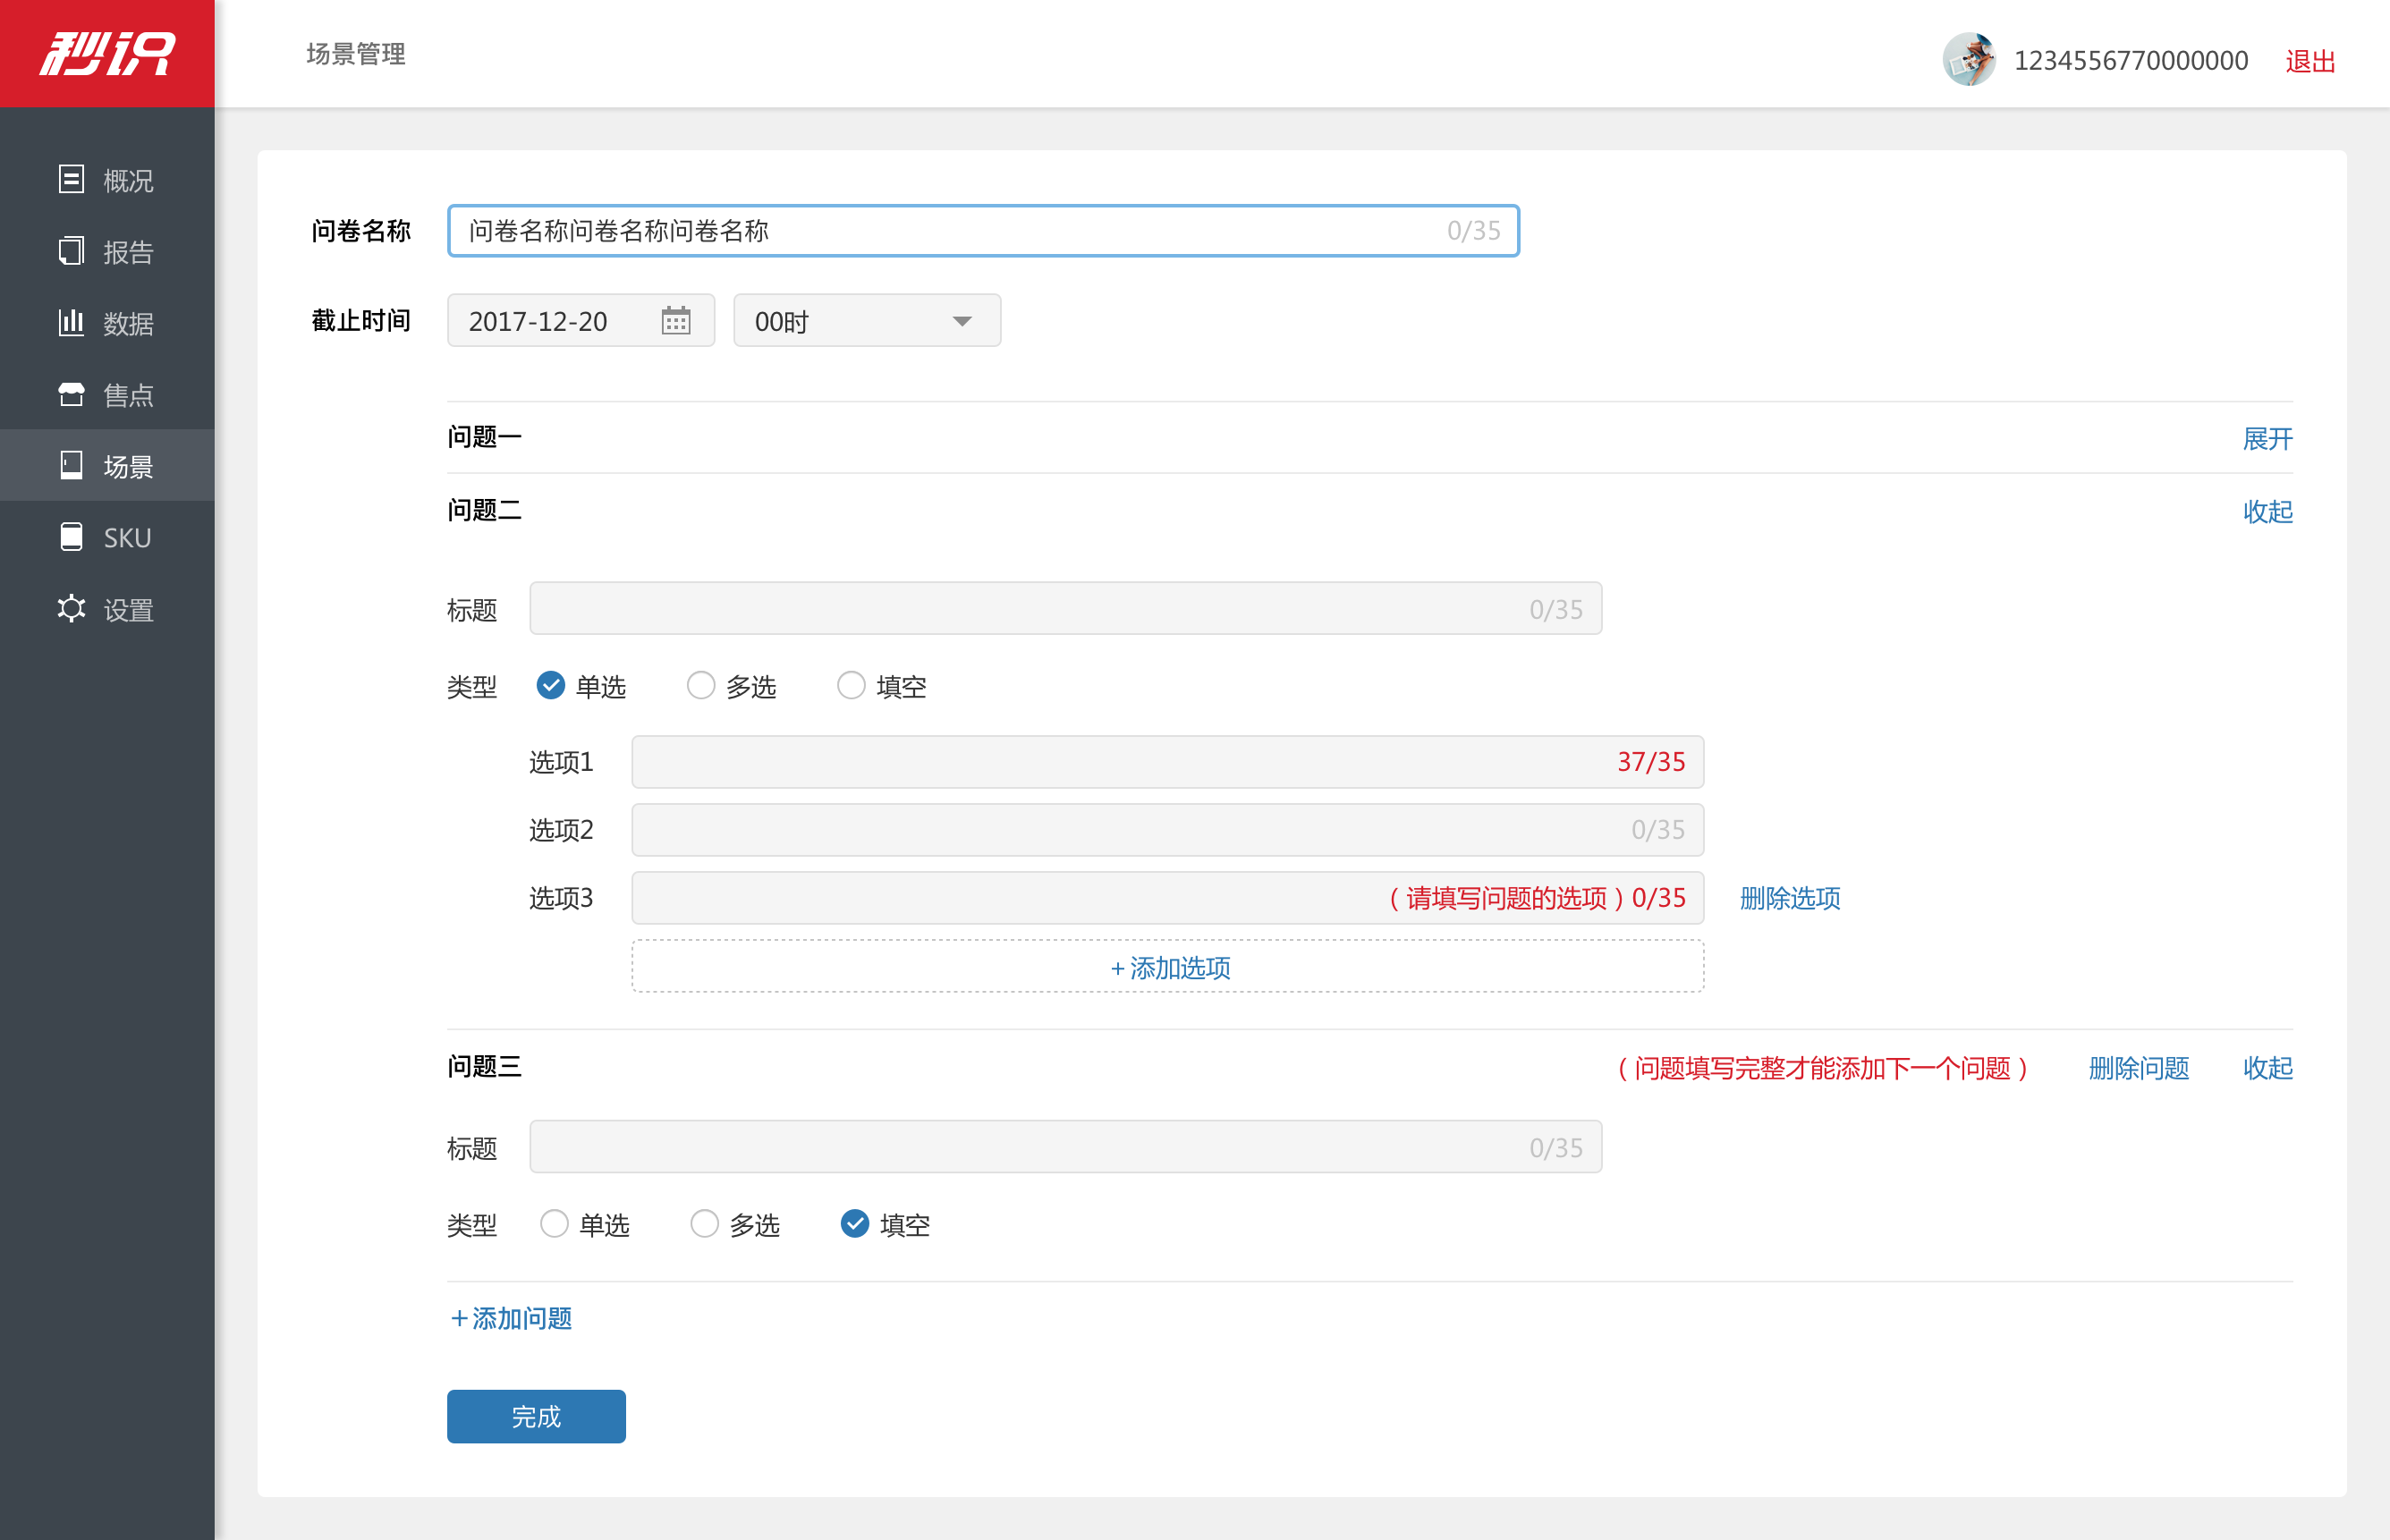 秒识
场景管理
1234556770000000 退出
概况
报告
数据
售点
场景
SKU
设置
问卷名称 问卷名称问卷名称问卷名称 0/35
截止时间 2017-12-20 00时
问题一 展开
问题二 收起
标题 0/35
类型 单选 多选 填空
选项1 37/35
选项2 0/35
选项3 （请填写问题的选项）0/35 删除选项
+添加选项
问题三 （问题填写完整才能添加下一个问题） 删除问题 收起
标题 0/35
类型 单选 多选 填空
+添加问题
完成